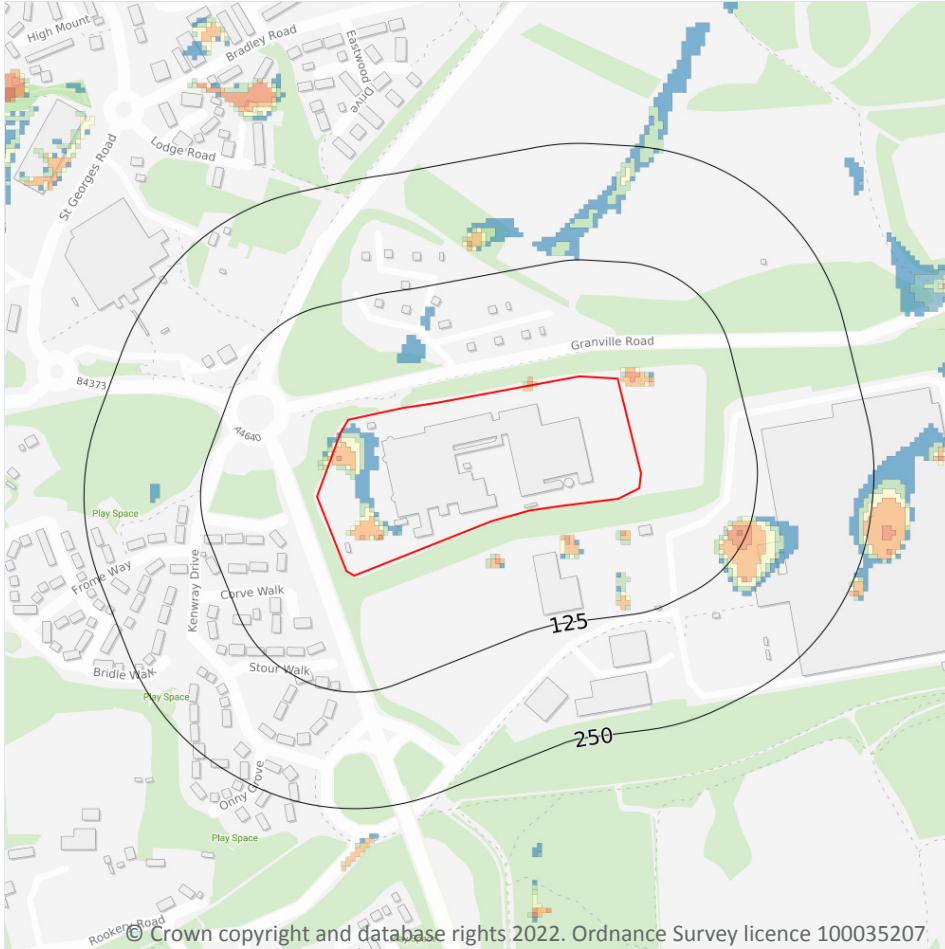 High Mount
Bradley Road
Eastwood Drive
Lodge Road
St Georges Road
Granville Road
B4373
A4640
Play Space
Frome Way
Kenwray Drive
Corve Walk
Stour Walk
Bridle Walk
Play Space
125
250
Onny Grove
Play Space
Rookery Road
© Crown copyright and database rights 2022. Ordnance Survey licence 100035207